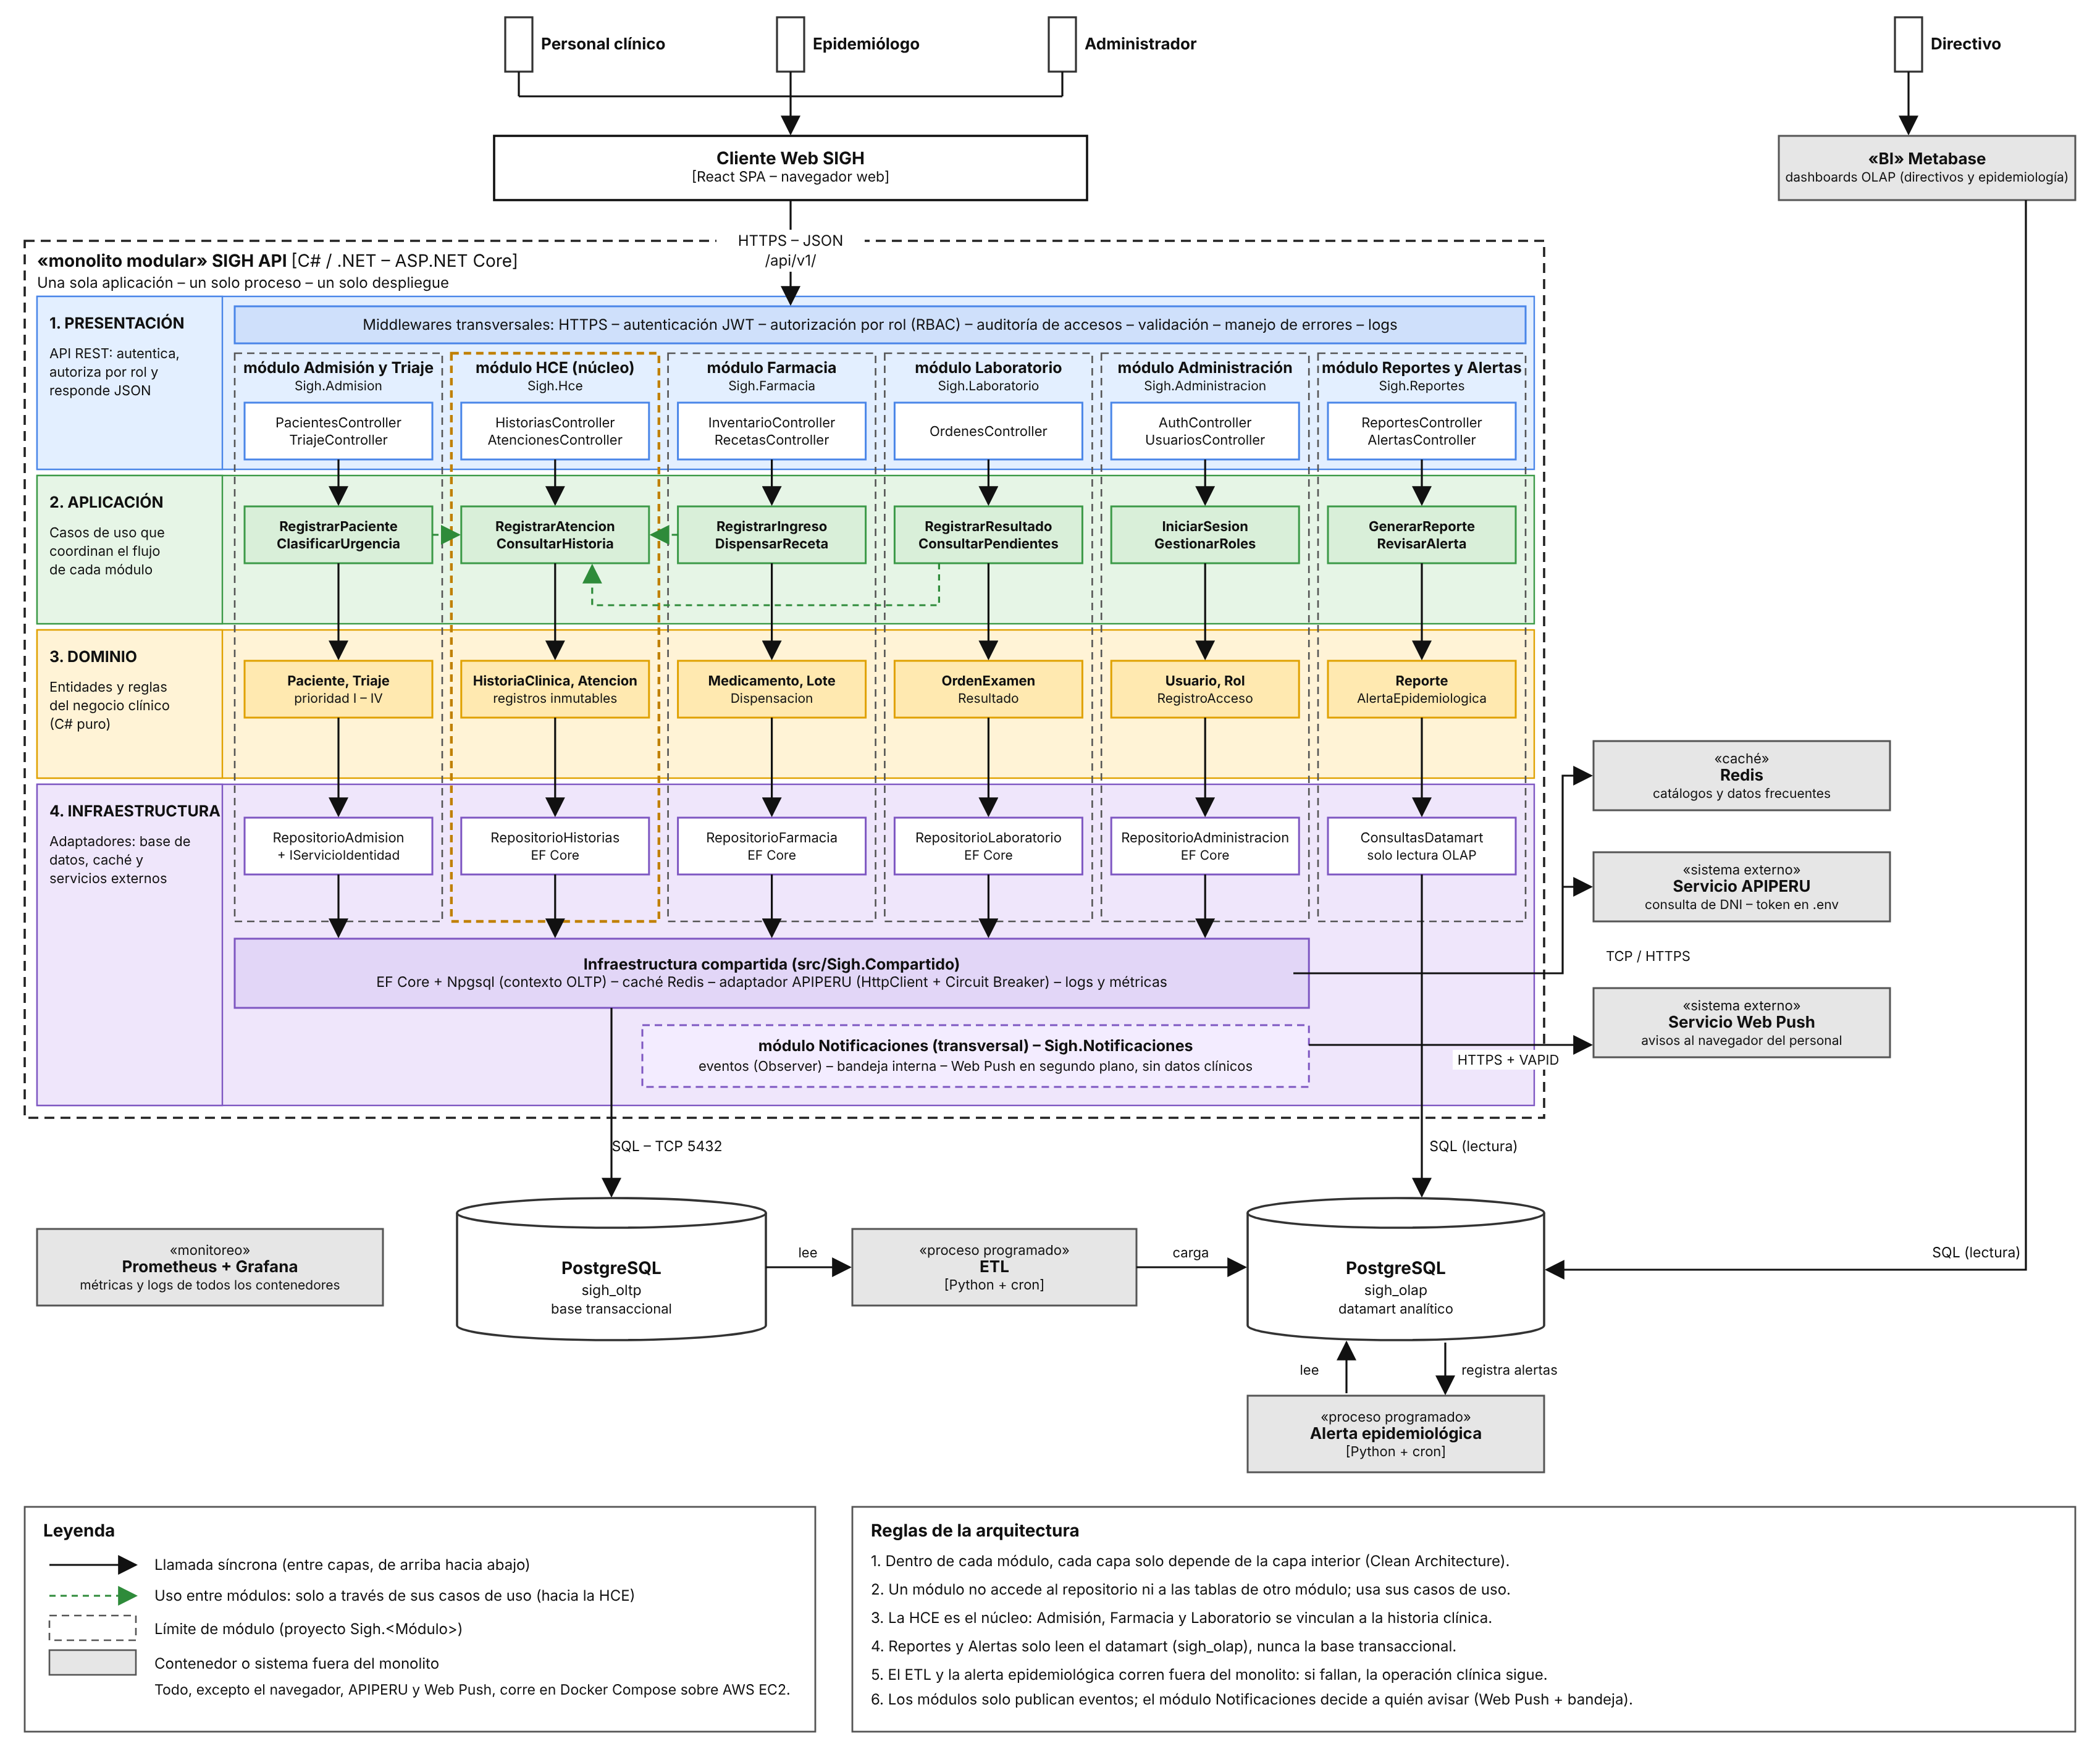 Personal clínico
Epidemiólogo
Administrador
Directivo
Cliente Web SIGH
[React SPA – navegador web]
«BI» Metabase
dashboards OLAP (directivos y epidemiología)
HTTPS – JSON
/api/v1/
«monolito modular» SIGH API [C# / .NET – ASP.NET Core]
Una sola aplicación – un solo proceso – un solo despliegue
1. PRESENTACIÓN
API REST: autentica,
autoriza por rol y
responde JSON
Middlewares transversales: HTTPS – autenticación JWT – autorización por rol (RBAC) – auditoría de accesos – validación – manejo de errores – logs
módulo Admisión y Triaje
Sigh.Admision
PacientesController
TriajeController
módulo HCE (núcleo)
Sigh.Hce
HistoriasController
AtencionesController
módulo Farmacia
Sigh.Farmacia
InventarioController
RecetasController
módulo Laboratorio
Sigh.Laboratorio
OrdenesController
módulo Administración
Sigh.Administracion
AuthController
UsuariosController
módulo Reportes y Alertas
Sigh.Reportes
ReportesController
AlertasController
2. APLICACIÓN
Casos de uso que
coordinan el flujo
de cada módulo
RegistrarPaciente
ClasificarUrgencia
RegistrarAtencion
ConsultarHistoria
RegistrarIngreso
DispensarReceta
RegistrarResultado
ConsultarPendientes
IniciarSesion
GestionarRoles
GenerarReporte
RevisarAlerta
3. DOMINIO
Entidades y reglas
del negocio clínico
(C# puro)
Paciente, Triaje
prioridad I – IV
HistoriaClinica, Atencion
registros inmutables
Medicamento, Lote
Dispensacion
OrdenExamen
Resultado
Usuario, Rol
RegistroAcceso
Reporte
AlertaEpidemiologica
4. INFRAESTRUCTURA
Adaptadores: base de
datos, caché y
servicios externos
RepositorioAdmision
+ IServicioIdentidad
RepositorioHistorias
EF Core
RepositorioFarmacia
EF Core
RepositorioLaboratorio
EF Core
RepositorioAdministracion
EF Core
ConsultasDatamart
solo lectura OLAP
Infraestructura compartida (src/Sigh.Compartido)
EF Core + Npgsql (contexto OLTP) – caché Redis – adaptador APIPERU (HttpClient + Circuit Breaker) – logs y métricas
módulo Notificaciones (transversal) – Sigh.Notificaciones
eventos (Observer) – bandeja interna – Web Push en segundo plano, sin datos clínicos
«caché»
Redis
catálogos y datos frecuentes
«sistema externo»
Servicio APIPERU
consulta de DNI – token en .env
TCP / HTTPS
«sistema externo»
Servicio Web Push
avisos al navegador del personal
HTTPS + VAPID
SQL – TCP 5432
SQL (lectura)
SQL (lectura)
«monitoreo»
Prometheus + Grafana
métricas y logs de todos los contenedores
PostgreSQL
sigh_oltp
base transaccional
lee
«proceso programado»
ETL
[Python + cron]
carga
PostgreSQL
sigh_olap
datamart analítico
lee
registra alertas
«proceso programado»
Alerta epidemiológica
[Python + cron]
Leyenda
Llamada síncrona (entre capas, de arriba hacia abajo)
Uso entre módulos: solo a través de sus casos de uso (hacia la HCE)
Límite de módulo (proyecto Sigh.<Módulo>)
Contenedor o sistema fuera del monolito
Todo, excepto el navegador, APIPERU y Web Push, corre en Docker Compose sobre AWS EC2.
Reglas de la arquitectura
1. Dentro de cada módulo, cada capa solo depende de la capa interior (Clean Architecture).
2. Un módulo no accede al repositorio ni a las tablas de otro módulo; usa sus casos de uso.
3. La HCE es el núcleo: Admisión, Farmacia y Laboratorio se vinculan a la historia clínica.
4. Reportes y Alertas solo leen el datamart (sigh_olap), nunca la base transaccional.
5. El ETL y la alerta epidemiológica corren fuera del monolito: si fallan, la operación clínica sigue.
6. Los módulos solo publican eventos; el módulo Notificaciones decide a quién avisar (Web Push + bandeja).